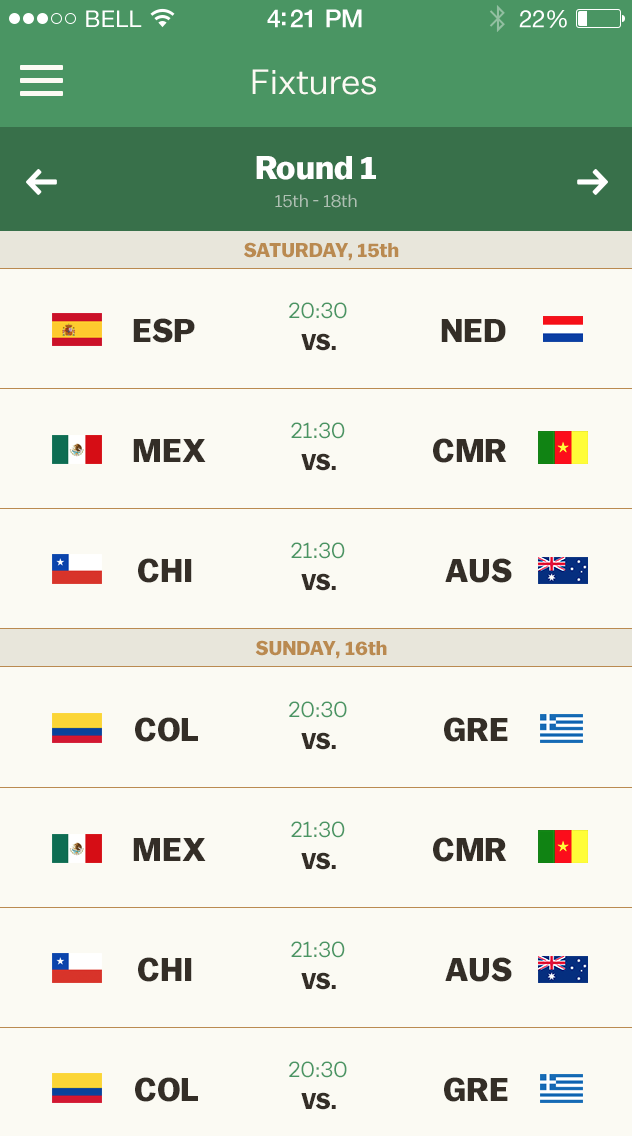 BELL 4:21 PM 22%
Fixtures
Round 1
15th - 18th
SATURDAY, 15th
20:30
ESP VS. NED
21:30
MEX VS. CMR
21:30
CHI VS. AUS
SUNDAY, 16th
20:30
COL VS. GRE
21:30
MEX VS. CMR
21:30
CHI VS. AUS
20:30
COL VS. GRE